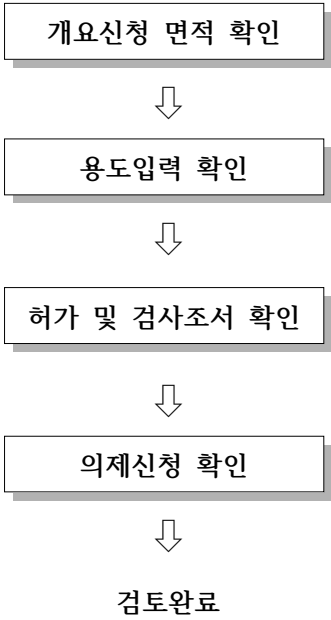 개요신청 면적 확인
용도입력 확인
허가 및 검사조서 확인
의제신청 확인
검토완료